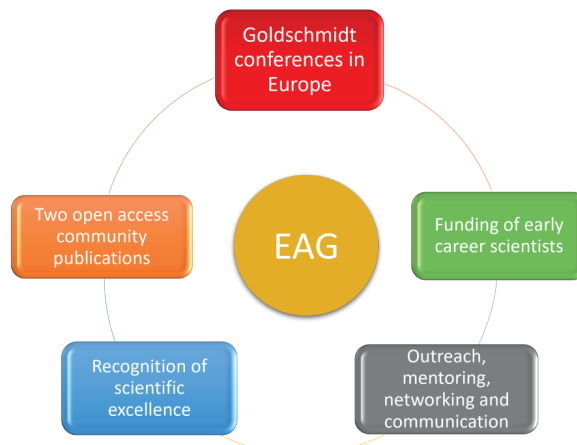 Goldschmidt
conferences in
Europe
Two open access
community
publications
EAG
Funding of early
career scientists
Recognition of
scientific
excellence
Outreach,
mentoring,
networking and
communication